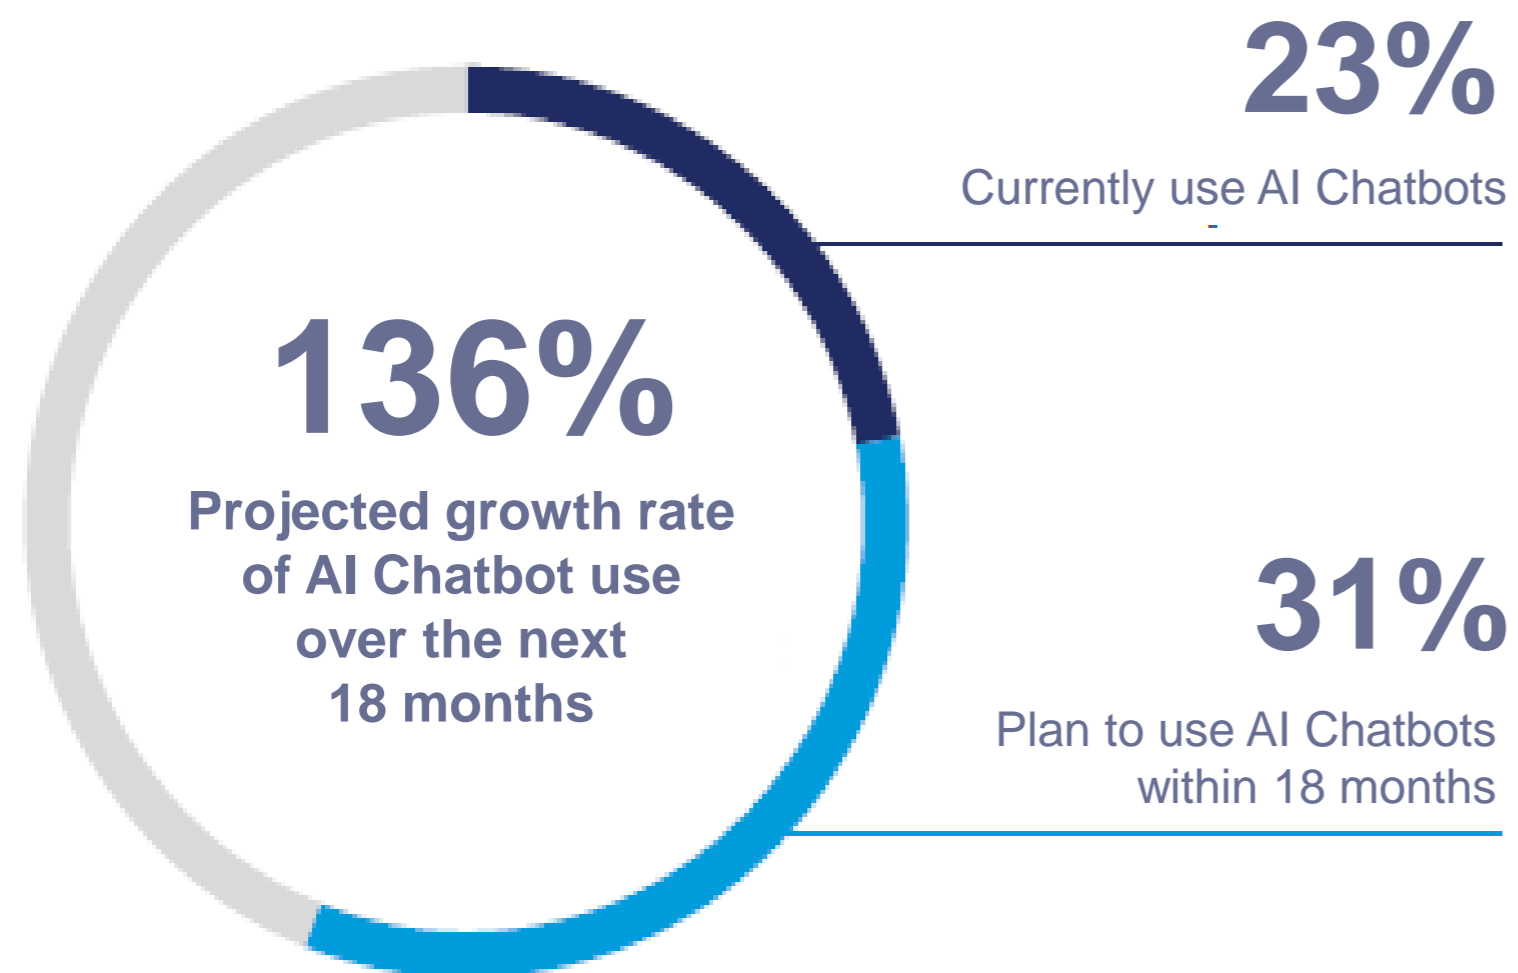 23%
Currently use AI Chatbots
136%
Projected growth rate
of AI Chatbot use
over the next
18 months
31%
Plan to use AI Chatbots
within 18 months